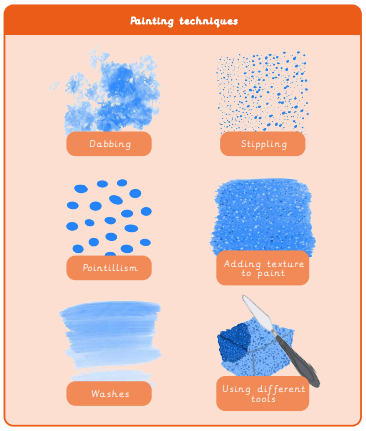 Painting techniques
Dabbing
Stippling
Pointillism
Adding texture
to paint
Washes
Using different
tools